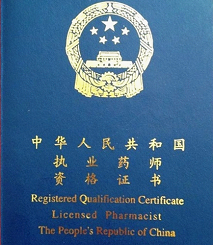 中华人民共和国
执业药师
资格证书
Registered Qualification Certificate
Licensed Pharmacist
The People's Republic of China